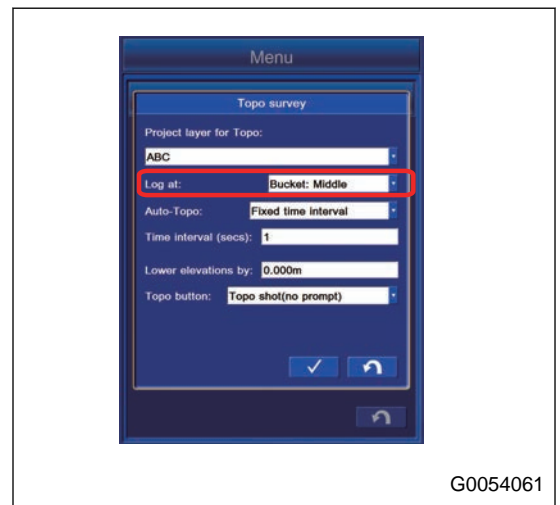 Menu
Topo survey
Project layer for Topo:
ABC
Log at: Bucket: Middle
Auto-Topo: Fixed time interval
Time interval (secs): 1
Lower elevations by: 0.000m
Topo button: Topo shot(no prompt)
G0054061